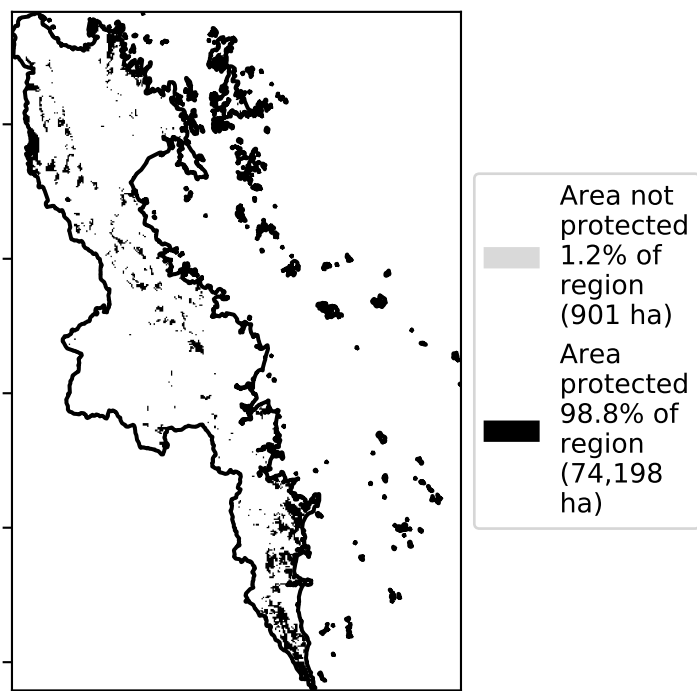 Area not
protected
1.2% of
region
(901 ha)
Area
protected
98.8% of
region
(74,198
ha)